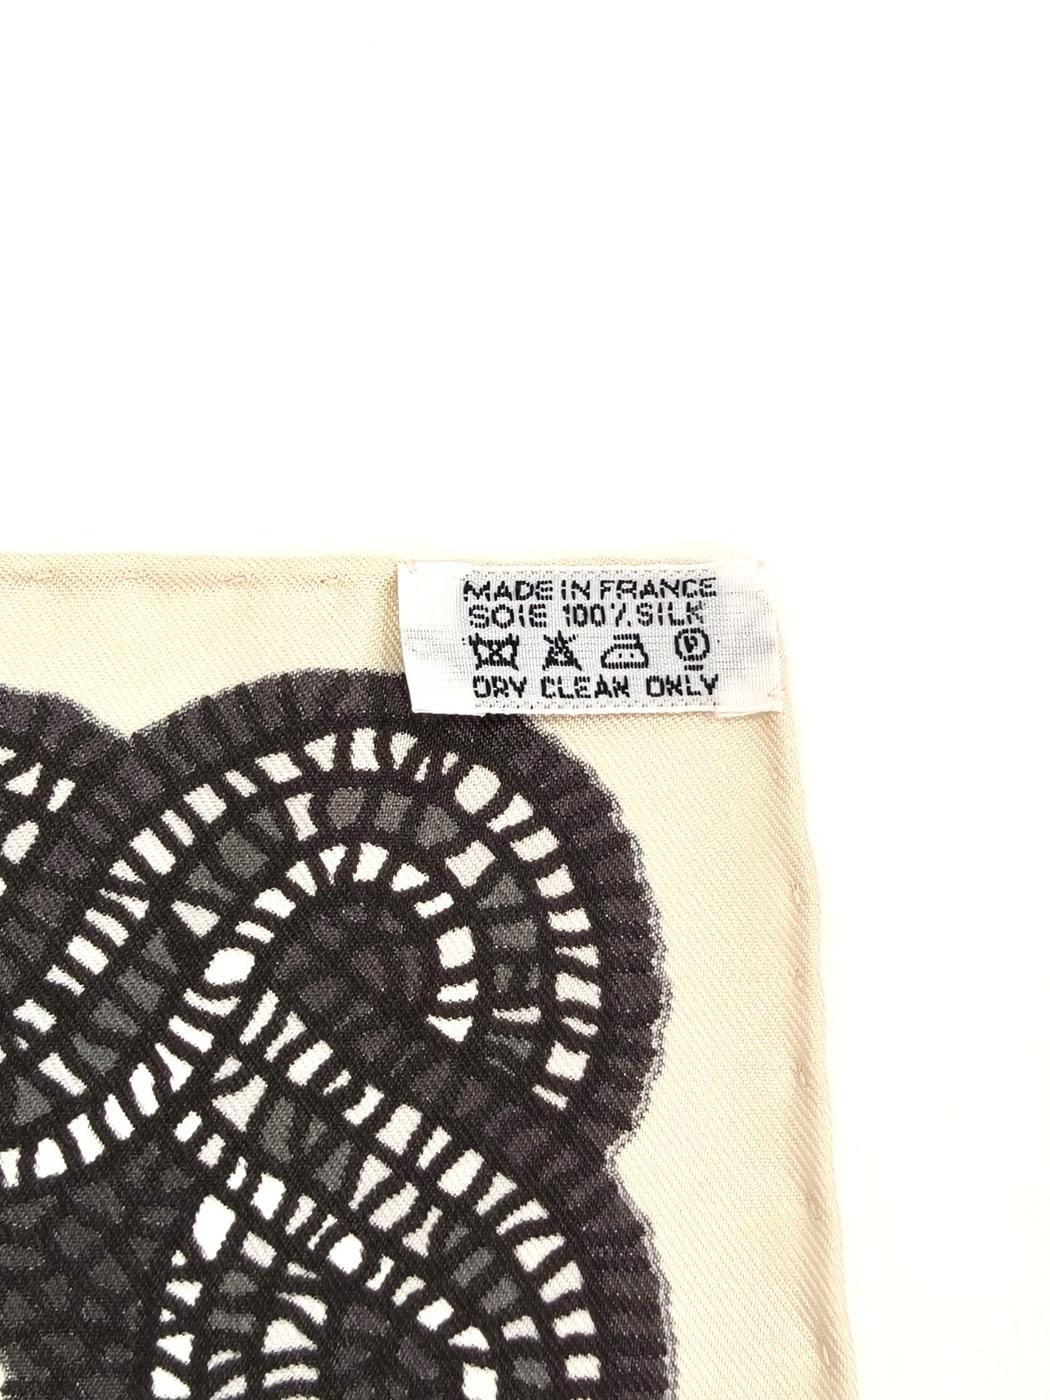 MADE IN FRANCE
SOIE 100% SILK
P
DRY CLEAN ONLY